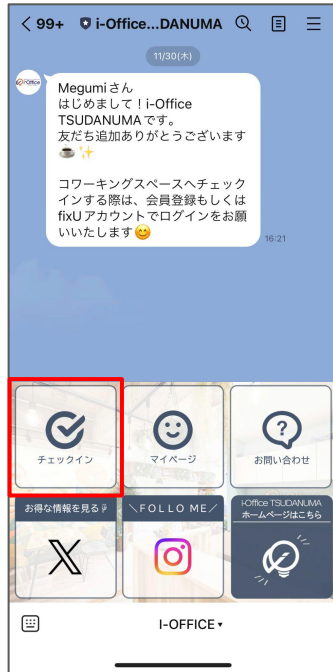 99+ i-Office...DANUMA
11/30(木)
i-Office
Megumiさん
はじめまして！i-Office
TSUDANUMAです。
友だち追加ありがとうございます
☕✨
コワーキングスペースへチェック
インする際は、会員登録もしくは
fixUアカウントでログインをお願
いいたします😊
16:21
チェックイン
マイページ
お問い合わせ
お得な情報を見る
＼FOLLO ME／
i-Office TSUDANUMA
ホームページはこちら
I-OFFICE ▾